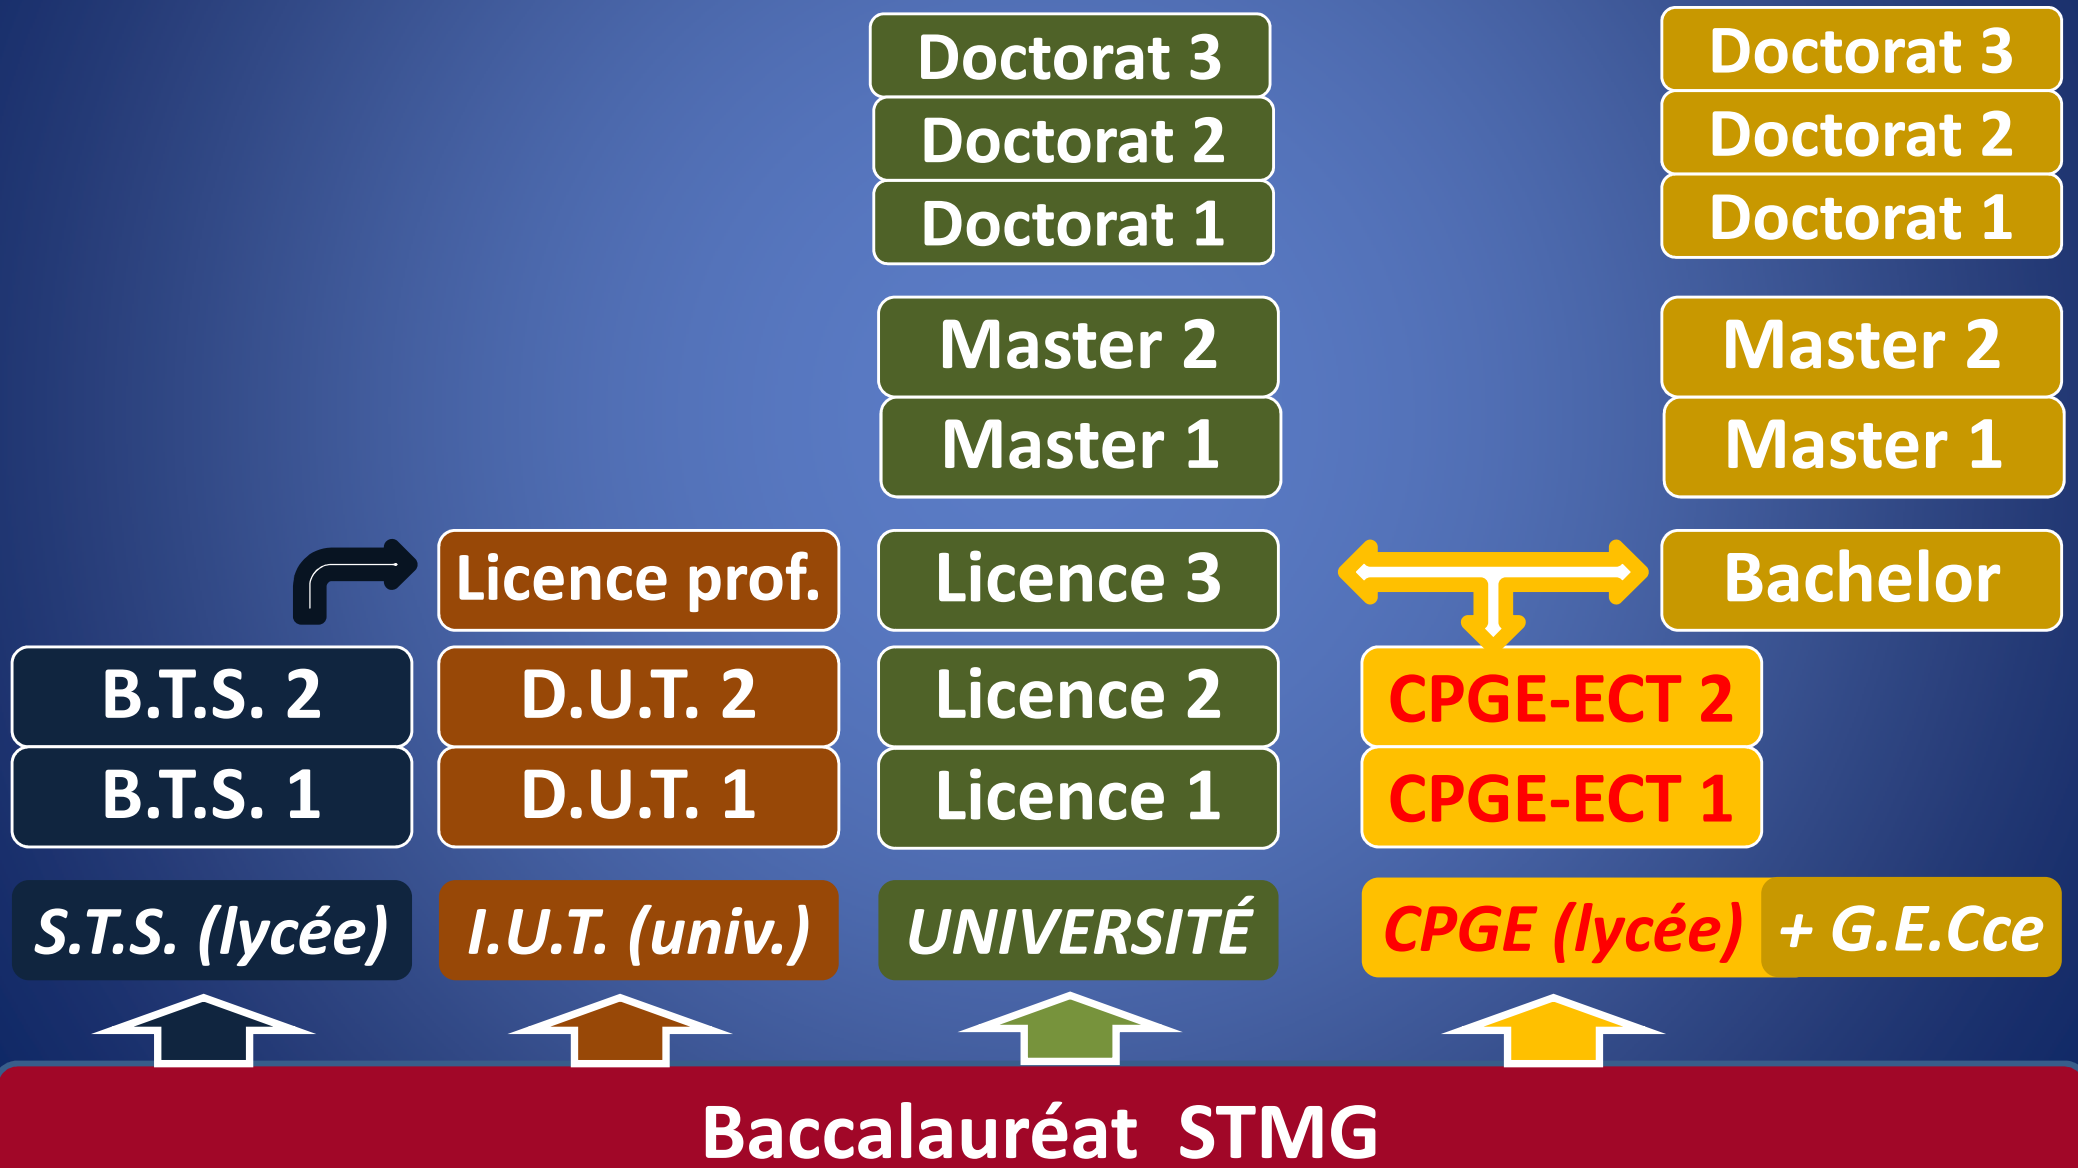 Doctorat 3
Doctorat 3
Doctorat 2
Doctorat 2
Doctorat 1
Doctorat 1
Master 2
Master 2
Master 1
Master 1
Licence prof.
Licence 3
Bachelor
B.T.S. 2
D.U.T. 2
Licence 2
CPGE-ECT 2
B.T.S. 1
D.U.T. 1
Licence 1
CPGE-ECT 1
S.T.S. (lycée)
I.U.T. (univ.)
UNIVERSITÉ
CPGE (lycée)
+ G.E.Cce
Baccalauréat STMG